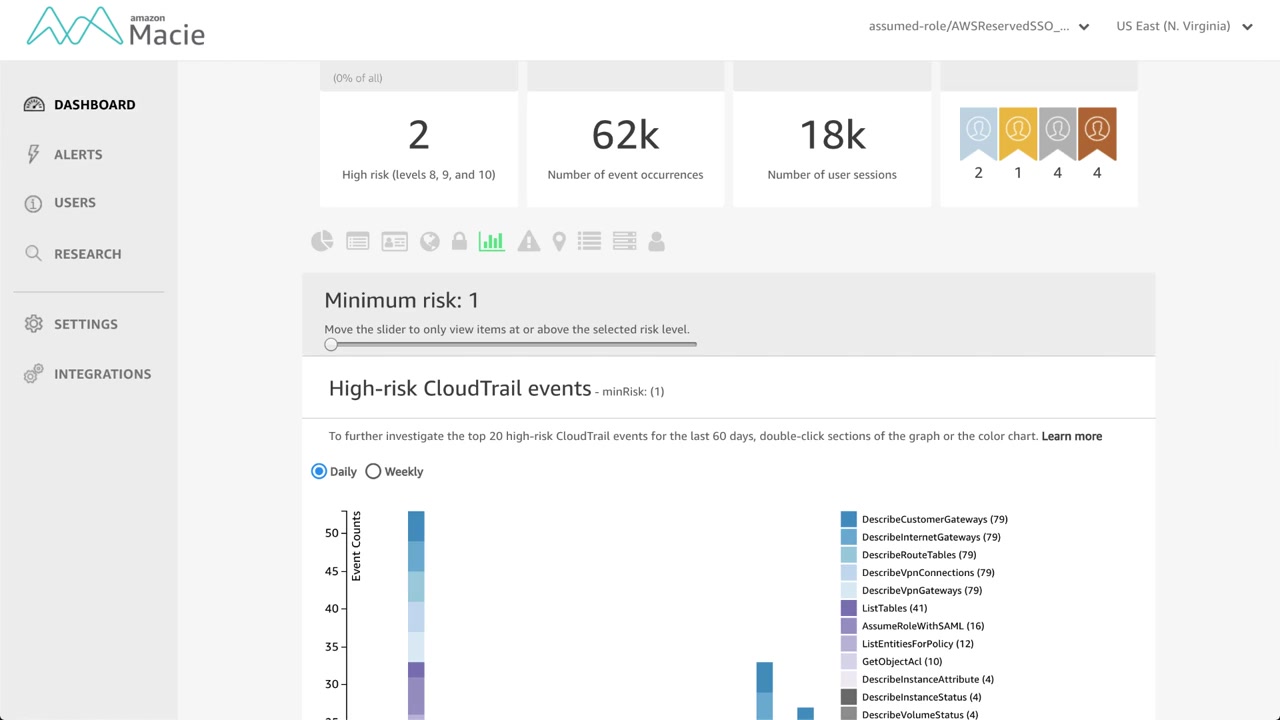 amazon
Macie
assumed-role/AWSReservedSSO_...
US East (N. Virginia)
DASHBOARD
ALERTS
USERS
RESEARCH
SETTINGS
INTEGRATIONS
(0% of all)
2
High risk (levels 8, 9, and 10)
62k
Number of event occurrences
18k
Number of user sessions
2 1 4 4
Minimum risk: 1
Move the slider to only view items at or above the selected risk level.
High-risk CloudTrail events - minRisk: (1)
To further investigate the top 20 high-risk CloudTrail events for the last 60 days, double-click sections of the graph or the color chart. Learn more
Daily Weekly
Event Counts
50
45
40
35
30
25
DescribeCustomerGateways (79)
DescribeInternetGateways (79)
DescribeRouteTables (79)
DescribeVpnConnections (79)
DescribeVpnGateways (79)
ListTables (41)
AssumeRoleWithSAML (16)
ListEntitiesForPolicy (12)
GetObjectAcl (10)
DescribeInstanceAttribute (4)
DescribeInstanceStatus (4)
DescribeVolumeStatus (4)